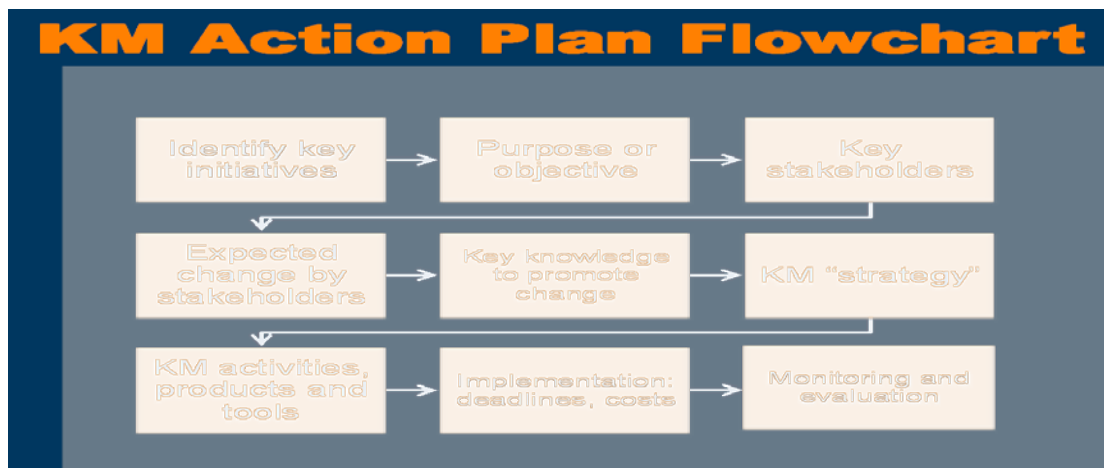 KM Action Plan Flowchart
Identify key
initiatives
Purpose or
objective
Key
stakeholders
Expected
change by
stakeholders
Key knowledge
to promote
change
KM “strategy”
KM activities,
products and
tools
Implementation:
deadlines, costs
Monitoring and
evaluation